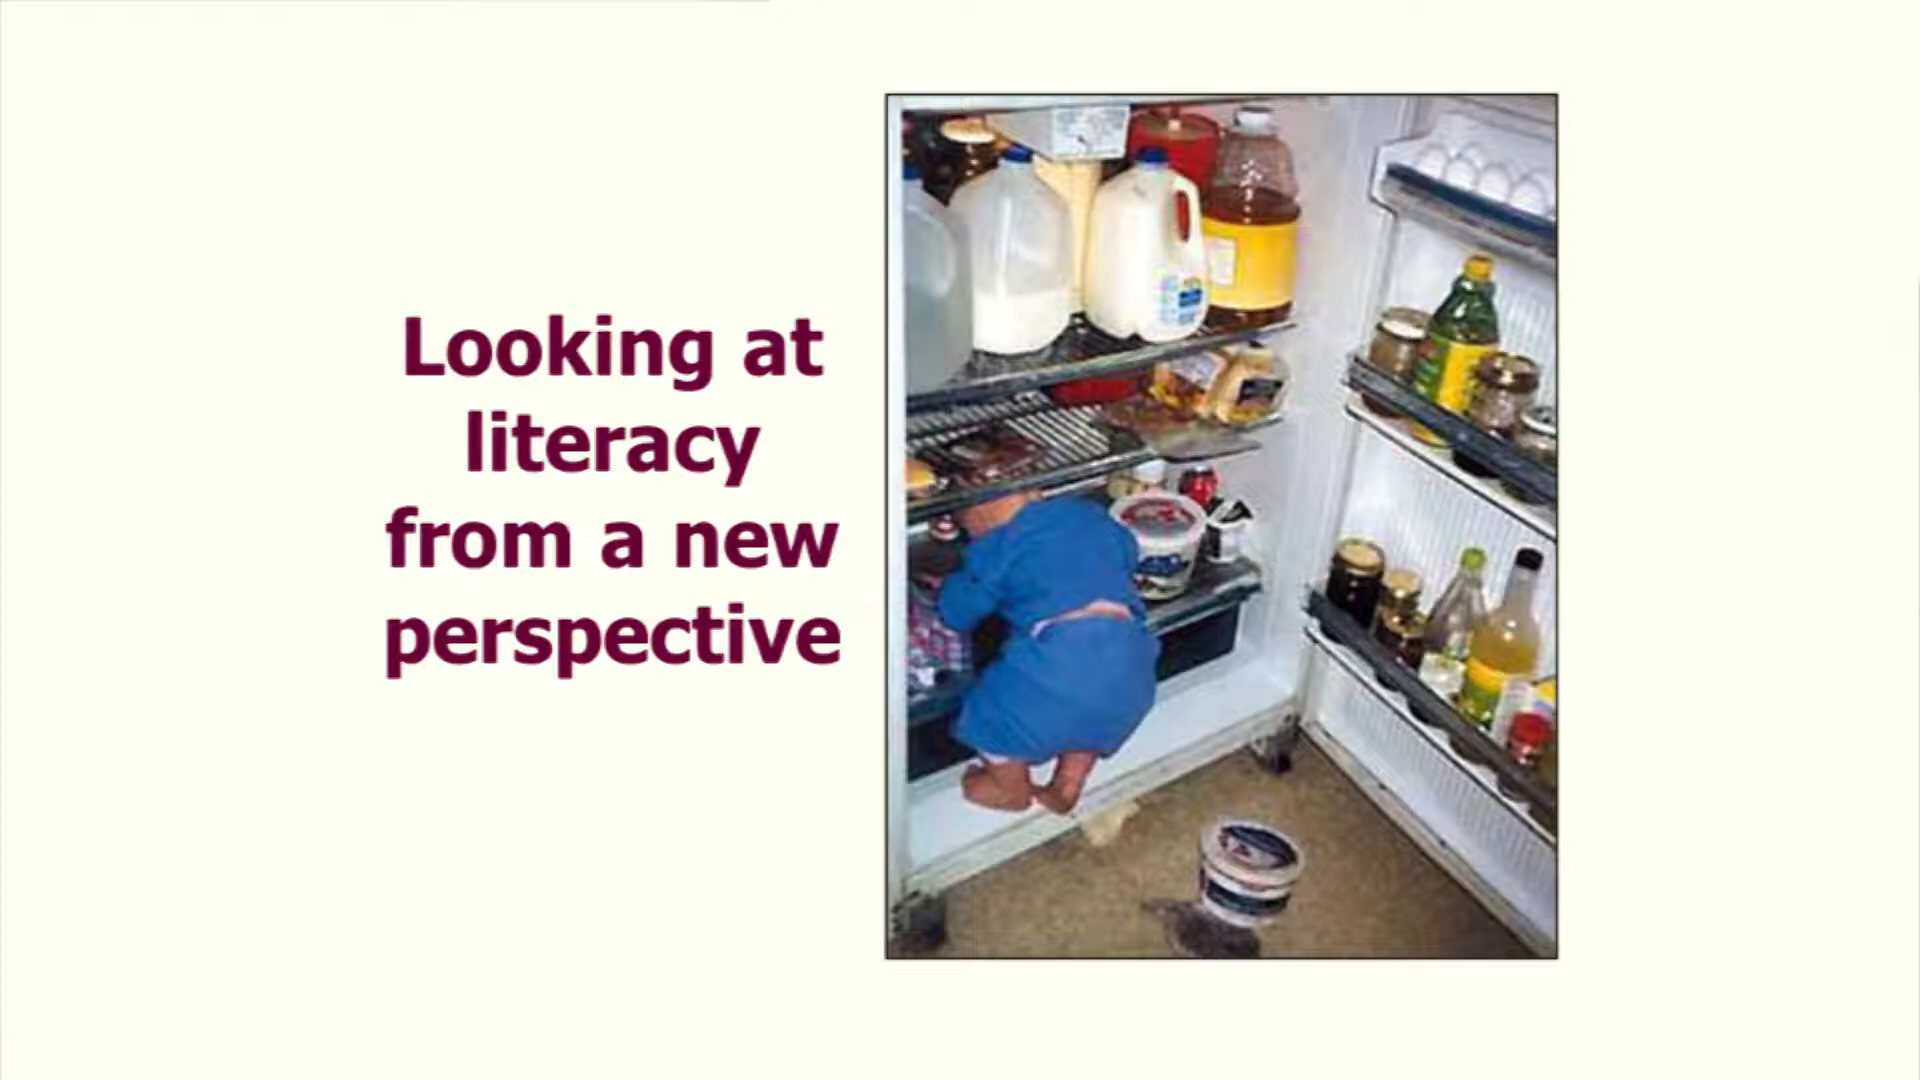 Looking at
literacy
from a new
perspective